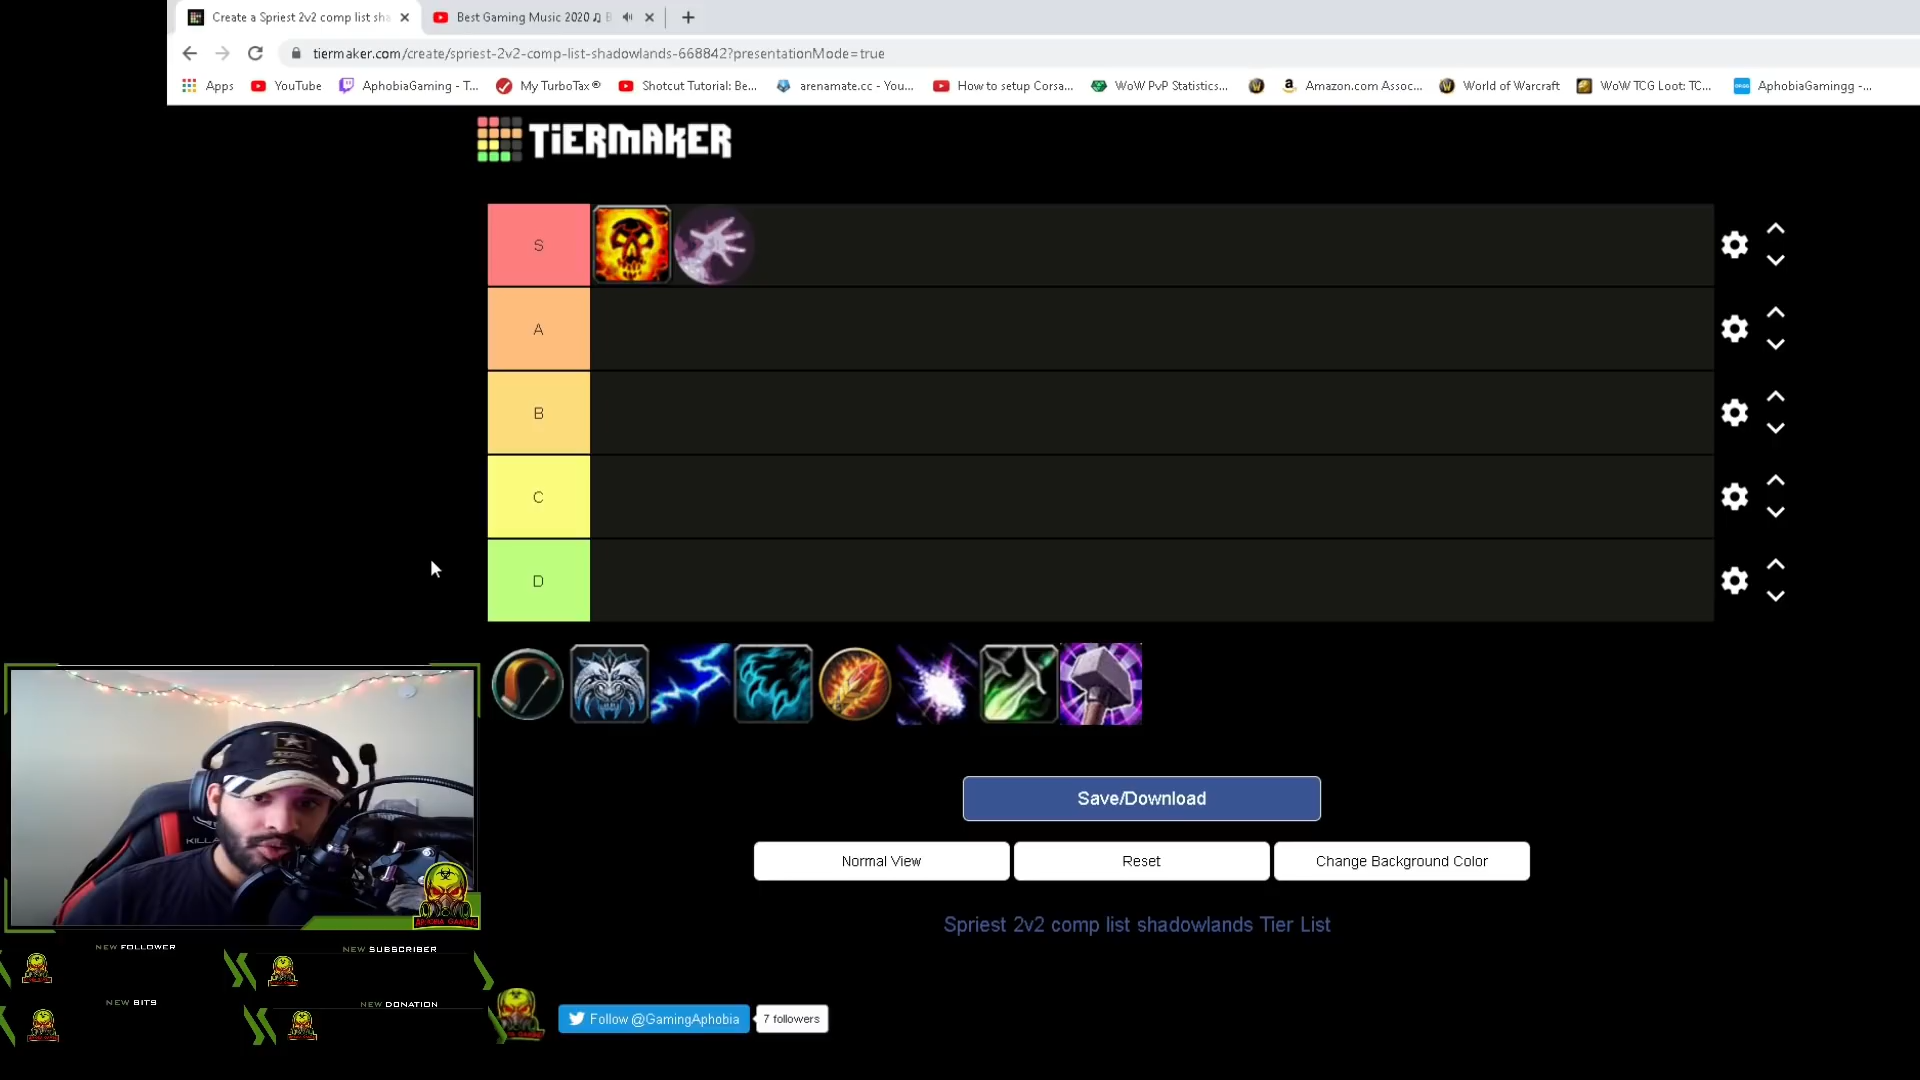 Create a Spriest 2v2 comp list sha
Best Gaming Music 2020 ♫ B
tiermaker.com/create/spriest-2v2-comp-list-shadowlands-668842?presentationMode=true
Apps
YouTube
AphobiaGaming - T...
My TurboTax®
Shotcut Tutorial: Be...
arenamate.cc - You...
How to setup Corsa...
WoW PvP Statistics...
Amazon.com Assoc...
World of Warcraft
WoW TCG Loot: TC...
AphobiaGamingg -...
TiERMAKER
S
A
B
C
D
Save/Download
Normal View
Reset
Change Background Color
Spriest 2v2 comp list shadowlands Tier List
KILLA
APHOBIA GAMING
NEW FOLLOWER
NEW SUBSCRIBER
NEW BITS
NEW DONATION
Follow @GamingAphobia
7 followers